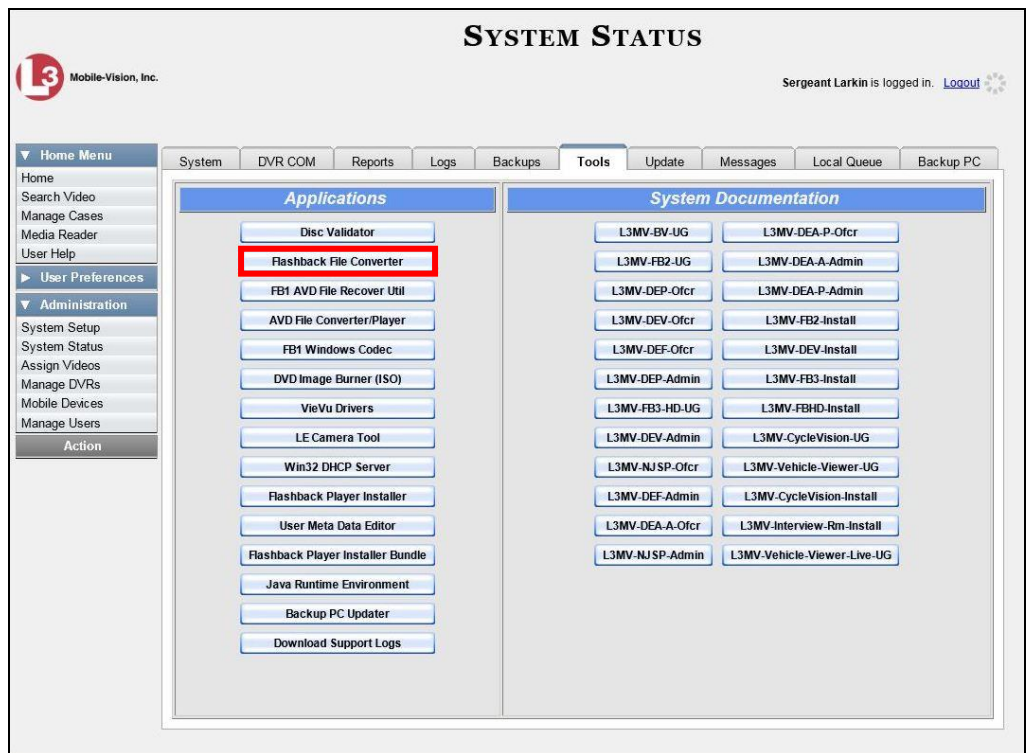 SYSTEM STATUS
L3 Mobile-Vision, Inc.
Sergeant Larkin is logged in. Logout
▼ Home Menu
Home
Search Video
Manage Cases
Media Reader
User Help
► User Preferences
▼ Administration
System Setup
System Status
Assign Videos
Manage DVRs
Mobile Devices
Manage Users
Action
System DVR COM Reports Logs Backups Tools Update Messages Local Queue Backup PC
Applications
Disc Validator
Flashback File Converter
FB1 AVD File Recover Util
AVD File Converter/Player
FB1 Windows Codec
DVD Image Burner (ISO)
VieVu Drivers
LE Camera Tool
Win32 DHCP Server
Flashback Player Installer
User Meta Data Editor
Flashback Player Installer Bundle
Java Runtime Environment
Backup PC Updater
Download Support Logs
System Documentation
L3MV-BV-UG L3MV-DEA-P-Ofcr
L3MV-FB2-UG L3MV-DEA-A-Admin
L3MV-DEP-Ofcr L3MV-DEA-P-Admin
L3MV-DEV-Ofcr L3MV-FB2-Install
L3MV-DEF-Ofcr L3MV-DEV-Install
L3MV-DEP-Admin L3MV-FB3-Install
L3MV-FB3-HD-UG L3MV-FBHD-Install
L3MV-DEV-Admin L3MV-CycleVision-UG
L3MV-NJSP-Ofcr L3MV-Vehicle-Viewer-UG
L3MV-DEF-Admin L3MV-CycleVision-Install
L3MV-DEA-A-Ofcr L3MV-Interview-Rm-Install
L3MV-NJSP-Admin L3MV-Vehicle-Viewer-Live-UG